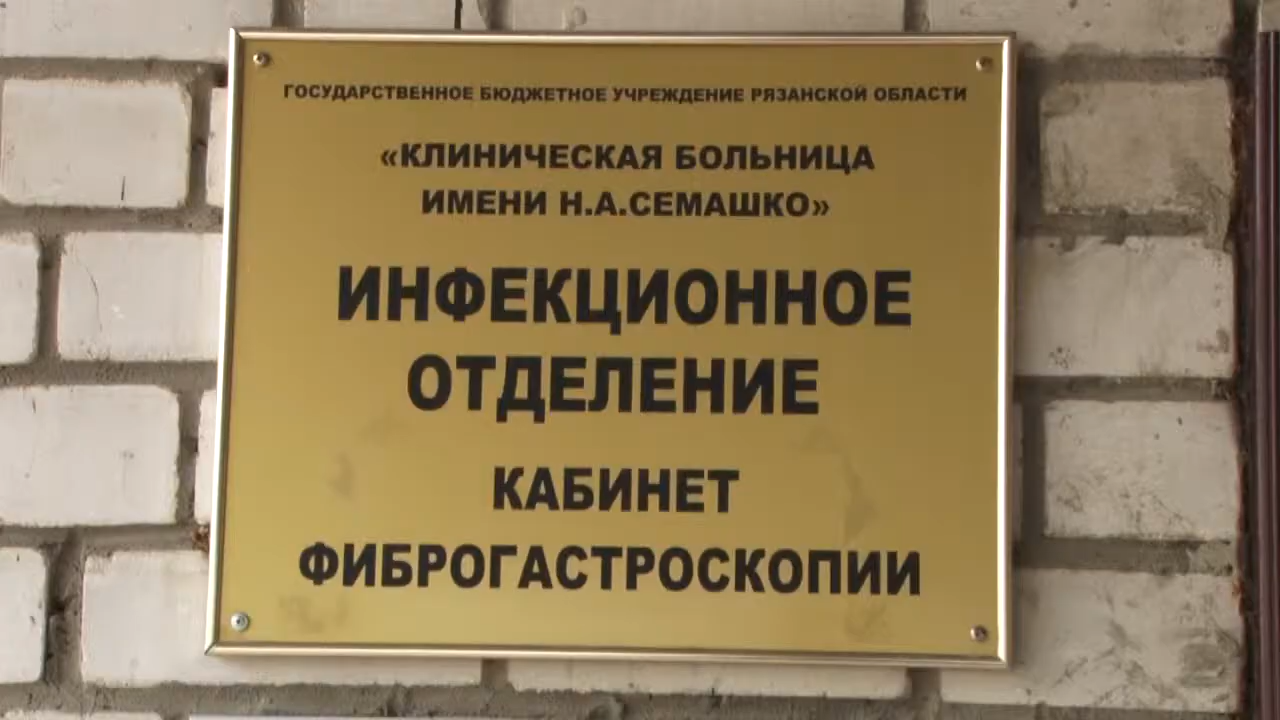 ГОСУДАРСТВЕННОЕ БЮДЖЕТНОЕ УЧРЕЖДЕНИЕ РЯЗАНСКОЙ ОБЛАСТИ
«КЛИНИЧЕСКАЯ БОЛЬНИЦА
ИМЕНИ Н.А.СЕМАШКО»
ИНФЕКЦИОННОЕ
ОТДЕЛЕНИЕ
КАБИНЕТ
ФИБРОГАСТРОСКОПИИ